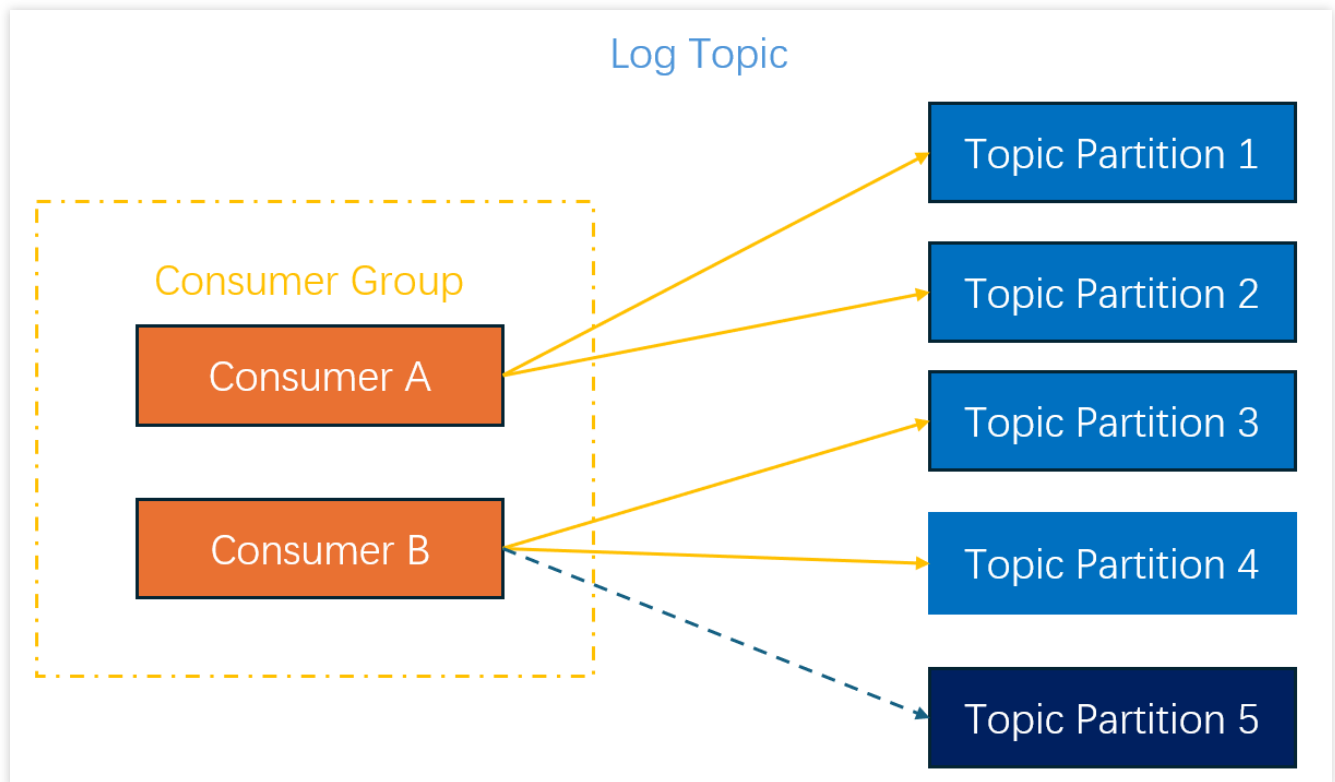 Log Topic
Consumer Group
Consumer A
Consumer B
Topic Partition 1
Topic Partition 2
Topic Partition 3
Topic Partition 4
Topic Partition 5